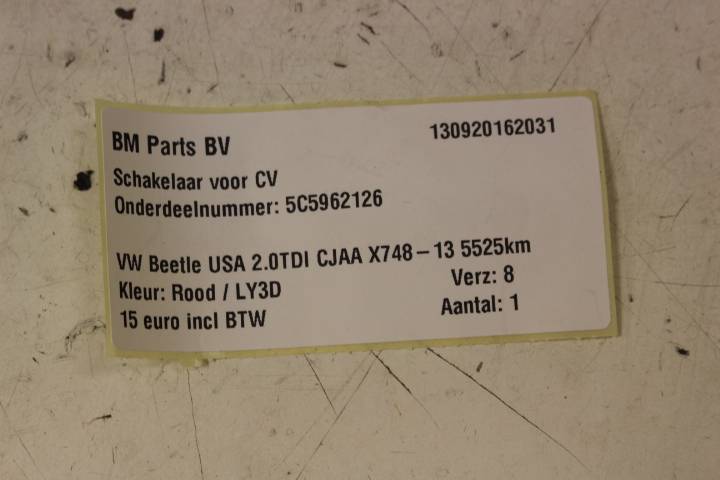 BM Parts BV 130920162031
Schakelaar voor CV
Onderdeelnummer: 5C5962126
VW Beetle USA 2.0TDI CJAA X748-13 5525km
Kleur: Rood / LY3D Verz: 8
15 euro incl BTW Aantal: 1